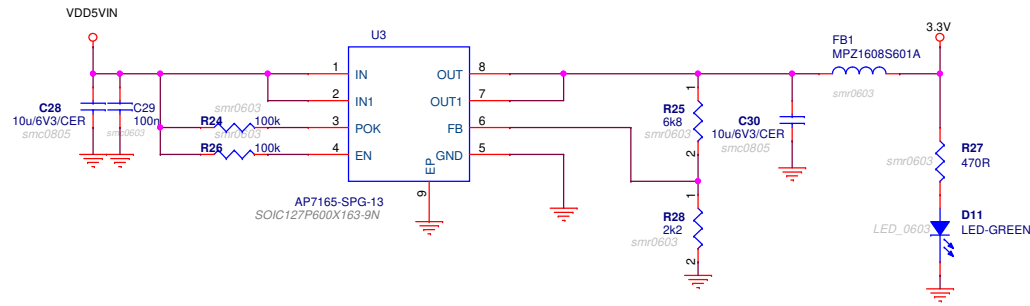 VDD5VIN
U3
3.3V
FB1
MPZ1608S601A
smr0603
1 IN OUT 8
2 IN1 OUT1 7
3 POK FB 6
4 EN GND 5
EP
9
AP7165-SPG-13
SOIC127P600X163-9N
C28
10u/6V3/CER
smc0805
C29
100n
smc0603
smr0603
R24 100k
smr0603
R26 100k
1
R25
6k8
smr0603
2
C30
10u/6V3/CER
smc0805
1
R28
2k2
smr0603
2
R27
smr0603
470R
D11
LED_0603
LED-GREEN